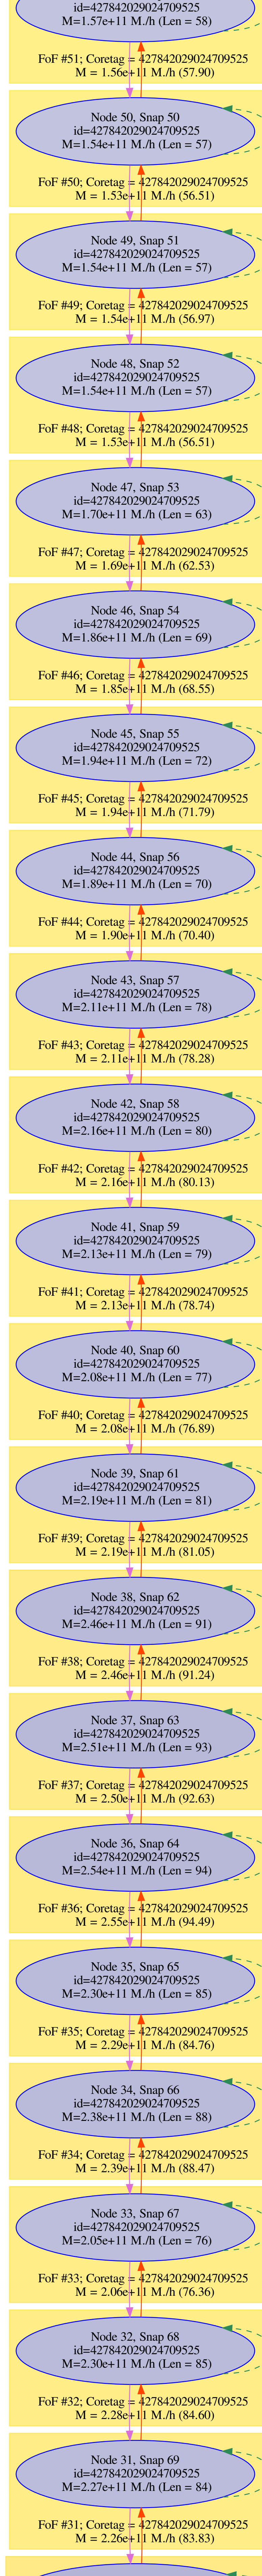 id=427842029024709525
M=1.57e+11 M./h (Len = 58)
FoF #51; Coretag = 427842029024709525
M = 1.56e+11 M./h (57.90)
Node 50, Snap 50
id=427842029024709525
M=1.54e+11 M./h (Len = 57)
FoF #50; Coretag = 427842029024709525
M = 1.53e+11 M./h (56.51)
Node 49, Snap 51
id=427842029024709525
M=1.54e+11 M./h (Len = 57)
FoF #49; Coretag = 427842029024709525
M = 1.54e+11 M./h (56.97)
Node 48, Snap 52
id=427842029024709525
M=1.54e+11 M./h (Len = 57)
FoF #48; Coretag = 427842029024709525
M = 1.53e+11 M./h (56.51)
Node 47, Snap 53
id=427842029024709525
M=1.70e+11 M./h (Len = 63)
FoF #47; Coretag = 427842029024709525
M = 1.69e+11 M./h (62.53)
Node 46, Snap 54
id=427842029024709525
M=1.86e+11 M./h (Len = 69)
FoF #46; Coretag = 427842029024709525
M = 1.85e+11 M./h (68.55)
Node 45, Snap 55
id=427842029024709525
M=1.94e+11 M./h (Len = 72)
FoF #45; Coretag = 427842029024709525
M = 1.94e+11 M./h (71.79)
Node 44, Snap 56
id=427842029024709525
M=1.89e+11 M./h (Len = 70)
FoF #44; Coretag = 427842029024709525
M = 1.90e+11 M./h (70.40)
Node 43, Snap 57
id=427842029024709525
M=2.11e+11 M./h (Len = 78)
FoF #43; Coretag = 427842029024709525
M = 2.11e+11 M./h (78.28)
Node 42, Snap 58
id=427842029024709525
M=2.16e+11 M./h (Len = 80)
FoF #42; Coretag = 427842029024709525
M = 2.16e+11 M./h (80.13)
Node 41, Snap 59
id=427842029024709525
M=2.13e+11 M./h (Len = 79)
FoF #41; Coretag = 427842029024709525
M = 2.13e+11 M./h (78.74)
Node 40, Snap 60
id=427842029024709525
M=2.08e+11 M./h (Len = 77)
FoF #40; Coretag = 427842029024709525
M = 2.08e+11 M./h (76.89)
Node 39, Snap 61
id=427842029024709525
M=2.19e+11 M./h (Len = 81)
FoF #39; Coretag = 427842029024709525
M = 2.19e+11 M./h (81.05)
Node 38, Snap 62
id=427842029024709525
M=2.46e+11 M./h (Len = 91)
FoF #38; Coretag = 427842029024709525
M = 2.46e+11 M./h (91.24)
Node 37, Snap 63
id=427842029024709525
M=2.51e+11 M./h (Len = 93)
FoF #37; Coretag = 427842029024709525
M = 2.50e+11 M./h (92.63)
Node 36, Snap 64
id=427842029024709525
M=2.54e+11 M./h (Len = 94)
FoF #36; Coretag = 427842029024709525
M = 2.55e+11 M./h (94.49)
Node 35, Snap 65
id=427842029024709525
M=2.30e+11 M./h (Len = 85)
FoF #35; Coretag = 427842029024709525
M = 2.29e+11 M./h (84.76)
Node 34, Snap 66
id=427842029024709525
M=2.38e+11 M./h (Len = 88)
FoF #34; Coretag = 427842029024709525
M = 2.39e+11 M./h (88.47)
Node 33, Snap 67
id=427842029024709525
M=2.05e+11 M./h (Len = 76)
FoF #33; Coretag = 427842029024709525
M = 2.06e+11 M./h (76.36)
Node 32, Snap 68
id=427842029024709525
M=2.30e+11 M./h (Len = 85)
FoF #32; Coretag = 427842029024709525
M = 2.28e+11 M./h (84.60)
Node 31, Snap 69
id=427842029024709525
M=2.27e+11 M./h (Len = 84)
FoF #31; Coretag = 427842029024709525
M = 2.26e+11 M./h (83.83)